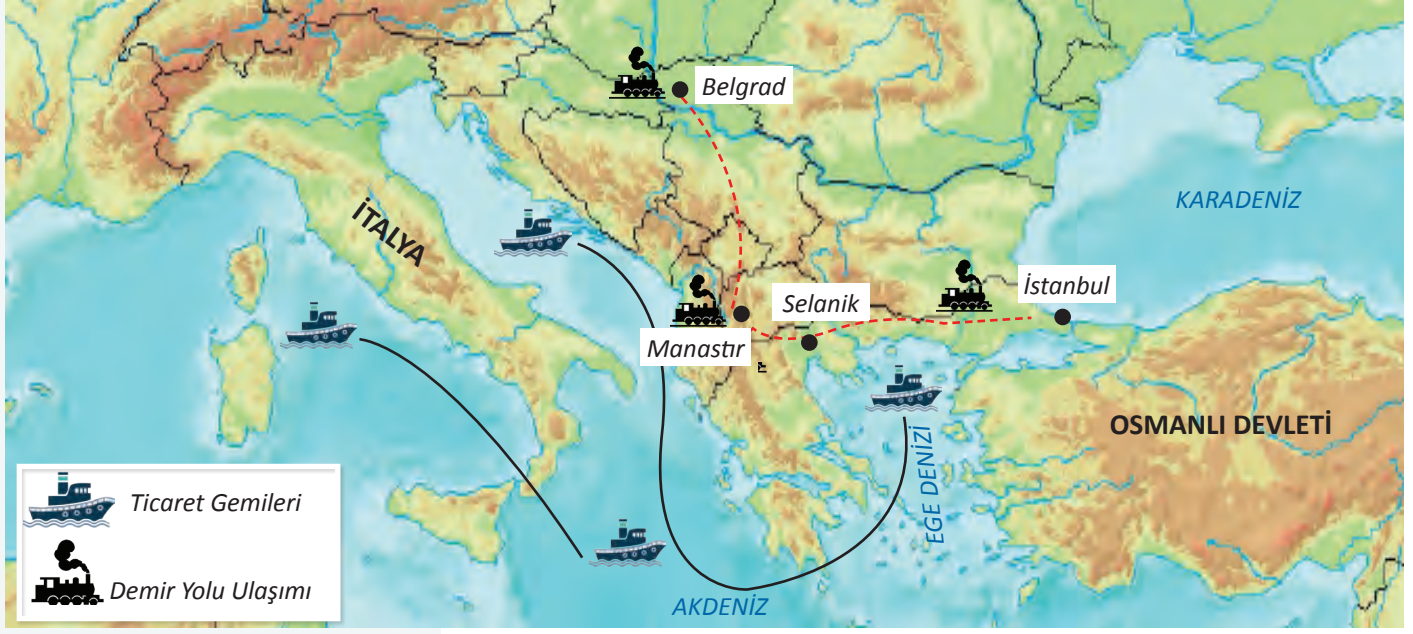 Belgrad
KARADENİZ
İTALYA
İstanbul
Selanik
Manastır
OSMANLI DEVLETİ
EGE DENİZİ
Ticaret Gemileri
Demir Yolu Ulaşımı
AKDENİZ